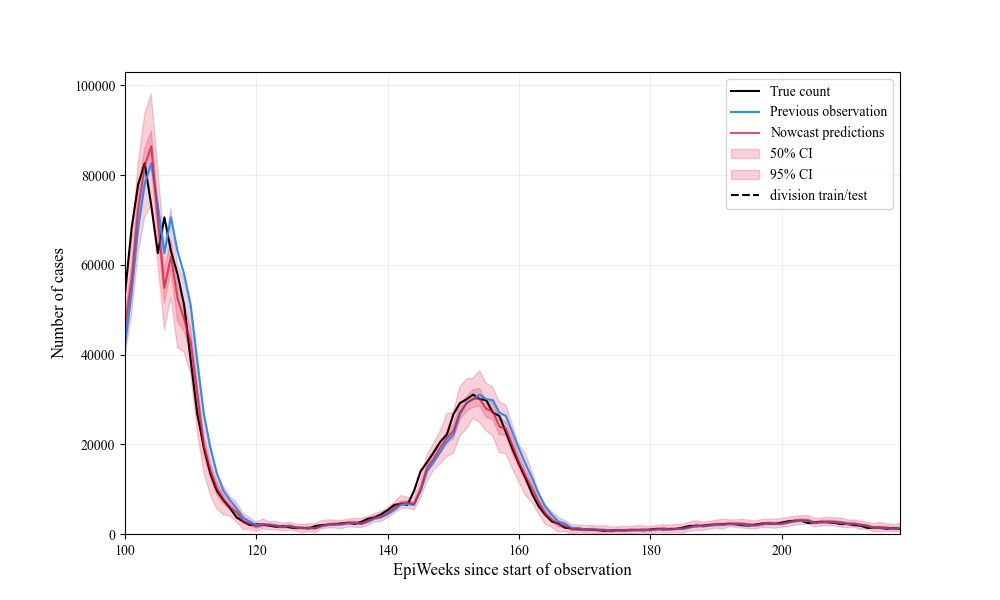 100000
80000
60000
40000
20000
0
100
120
140
160
180
200
Number of cases
EpiWeeks since start of observation
True count
Previous observation
Nowcast predictions
50% CI
95% CI
division train/test